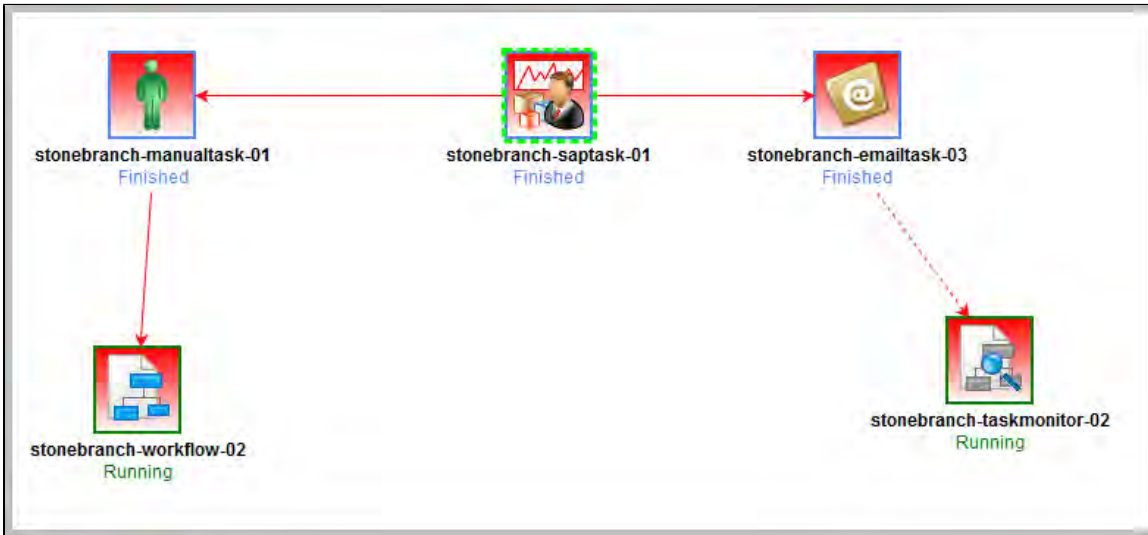 stonebranch-manualtask-01
Finished
stonebranch-saptask-01
Finished
stonebranch-emailtask-03
Finished
stonebranch-workflow-02
Running
stonebranch-taskmonitor-02
Running